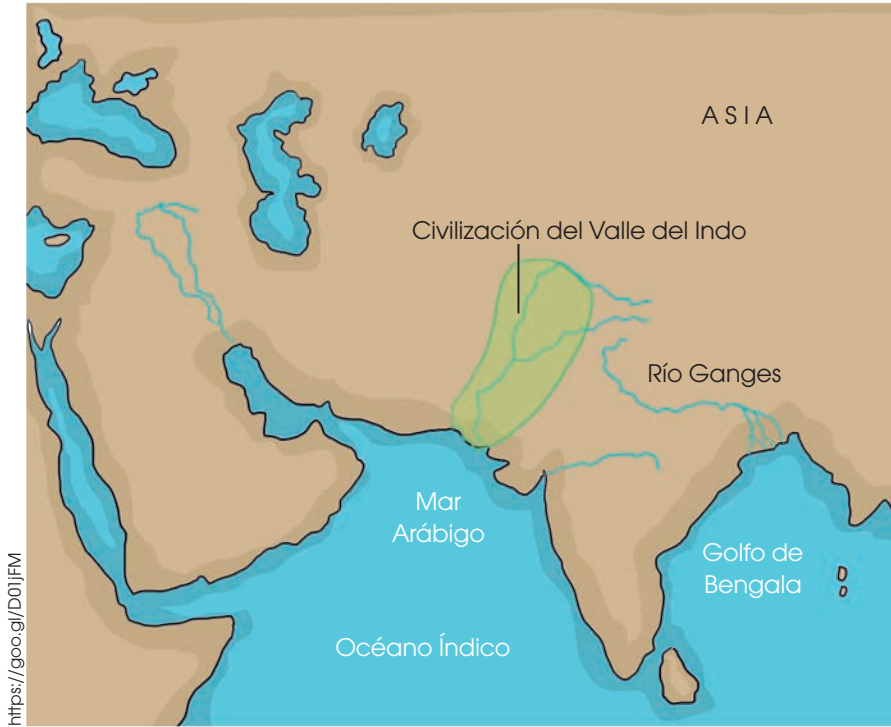 ASIA
Civilización del Valle del Indo
Río Ganges
Mar
Arábigo
Golfo de
Bengala
Océano Índico
https://goo.gl/D01jFM